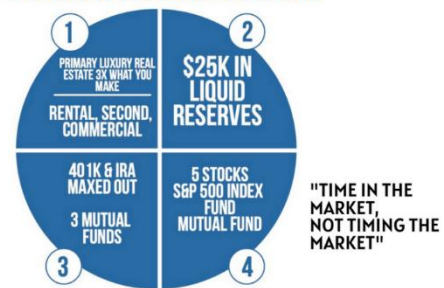 1
PRIMARY LUXURY REAL
ESTATE 3X WHAT YOU
MAKE
RENTAL, SECOND,
COMMERCIAL
2
$25K IN
LIQUID
RESERVES
401K & IRA
MAXED OUT
3 MUTUAL
FUNDS
3
5 STOCKS
S&P 500 INDEX
FUND
MUTUAL FUND
4
"TIME IN THE
MARKET,
NOT TIMING THE
MARKET"